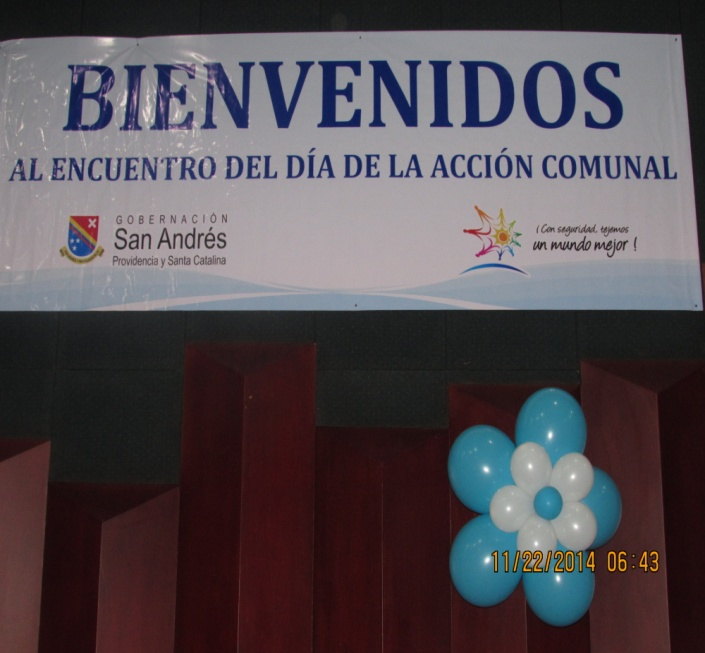 BIENVENIDOS
AL ENCUENTRO DEL DÍA DE LA ACCIÓN COMUNAL
GOBERNACIÓN
San Andrés
Providencia y Santa Catalina
¡Con seguridad, tejemos
un mundo mejor!
11/22/2014 06:43